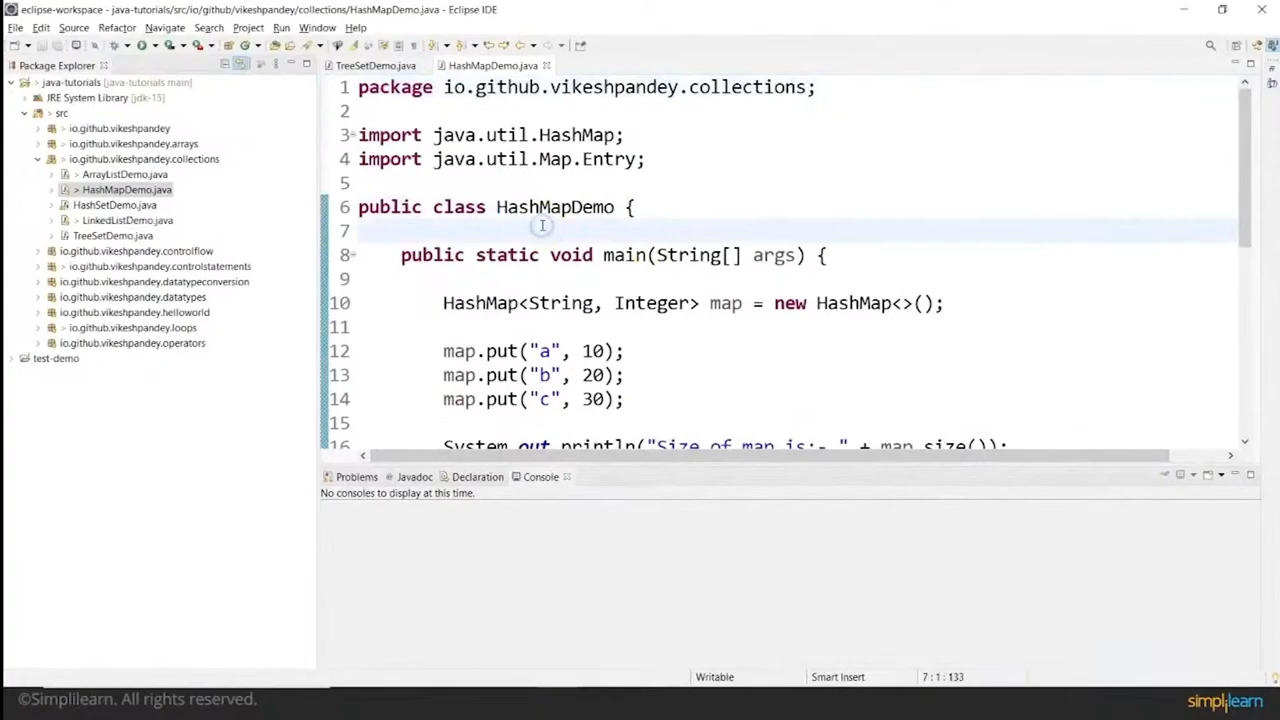 eclipse-workspace - java-tutorials/src/io/github/vikeshpandey/collections/HashMapDemo.java - Eclipse IDE
File Edit Source Refactor Navigate Search Project Run Window Help
Package Explorer
java-tutorials [java-tutorials main]
JRE System Library [jdk-15]
src
io.github.vikeshpandey
> io.github.vikeshpandey.arrays
> io.github.vikeshpandey.collections
> ArrayListDemo.java
> HashMapDemo.java
HashSetDemo.java
> LinkedListDemo.java
TreeSetDemo.java
io.github.vikeshpandey.controlflow
> io.github.vikeshpandey.controlstatements
io.github.vikeshpandey.datatypeconversion
io.github.vikeshpandey.datatypes
io.github.vikeshpandey.helloworld
> io.github.vikeshpandey.loops
io.github.vikeshpandey.operators
test-demo
TreeSetDemo.java HashMapDemo.java
1 package io.github.vikeshpandey.collections;
2
3 import java.util.HashMap;
4 import java.util.Map.Entry;
5
6 public class HashMapDemo {
7
8 public static void main(String[] args) {
9
10 HashMap<String, Integer> map = new HashMap<>();
11
12 map.put("a", 10);
13 map.put("b", 20);
14 map.put("c", 30);
15
16 System.out.println("Size of map is:- " + map.size());
Problems Javadoc Declaration Console
No consoles to display at this time.
Writable Smart Insert 7 : 1 : 133
©Simplilearn. All rights reserved.
simplilearn